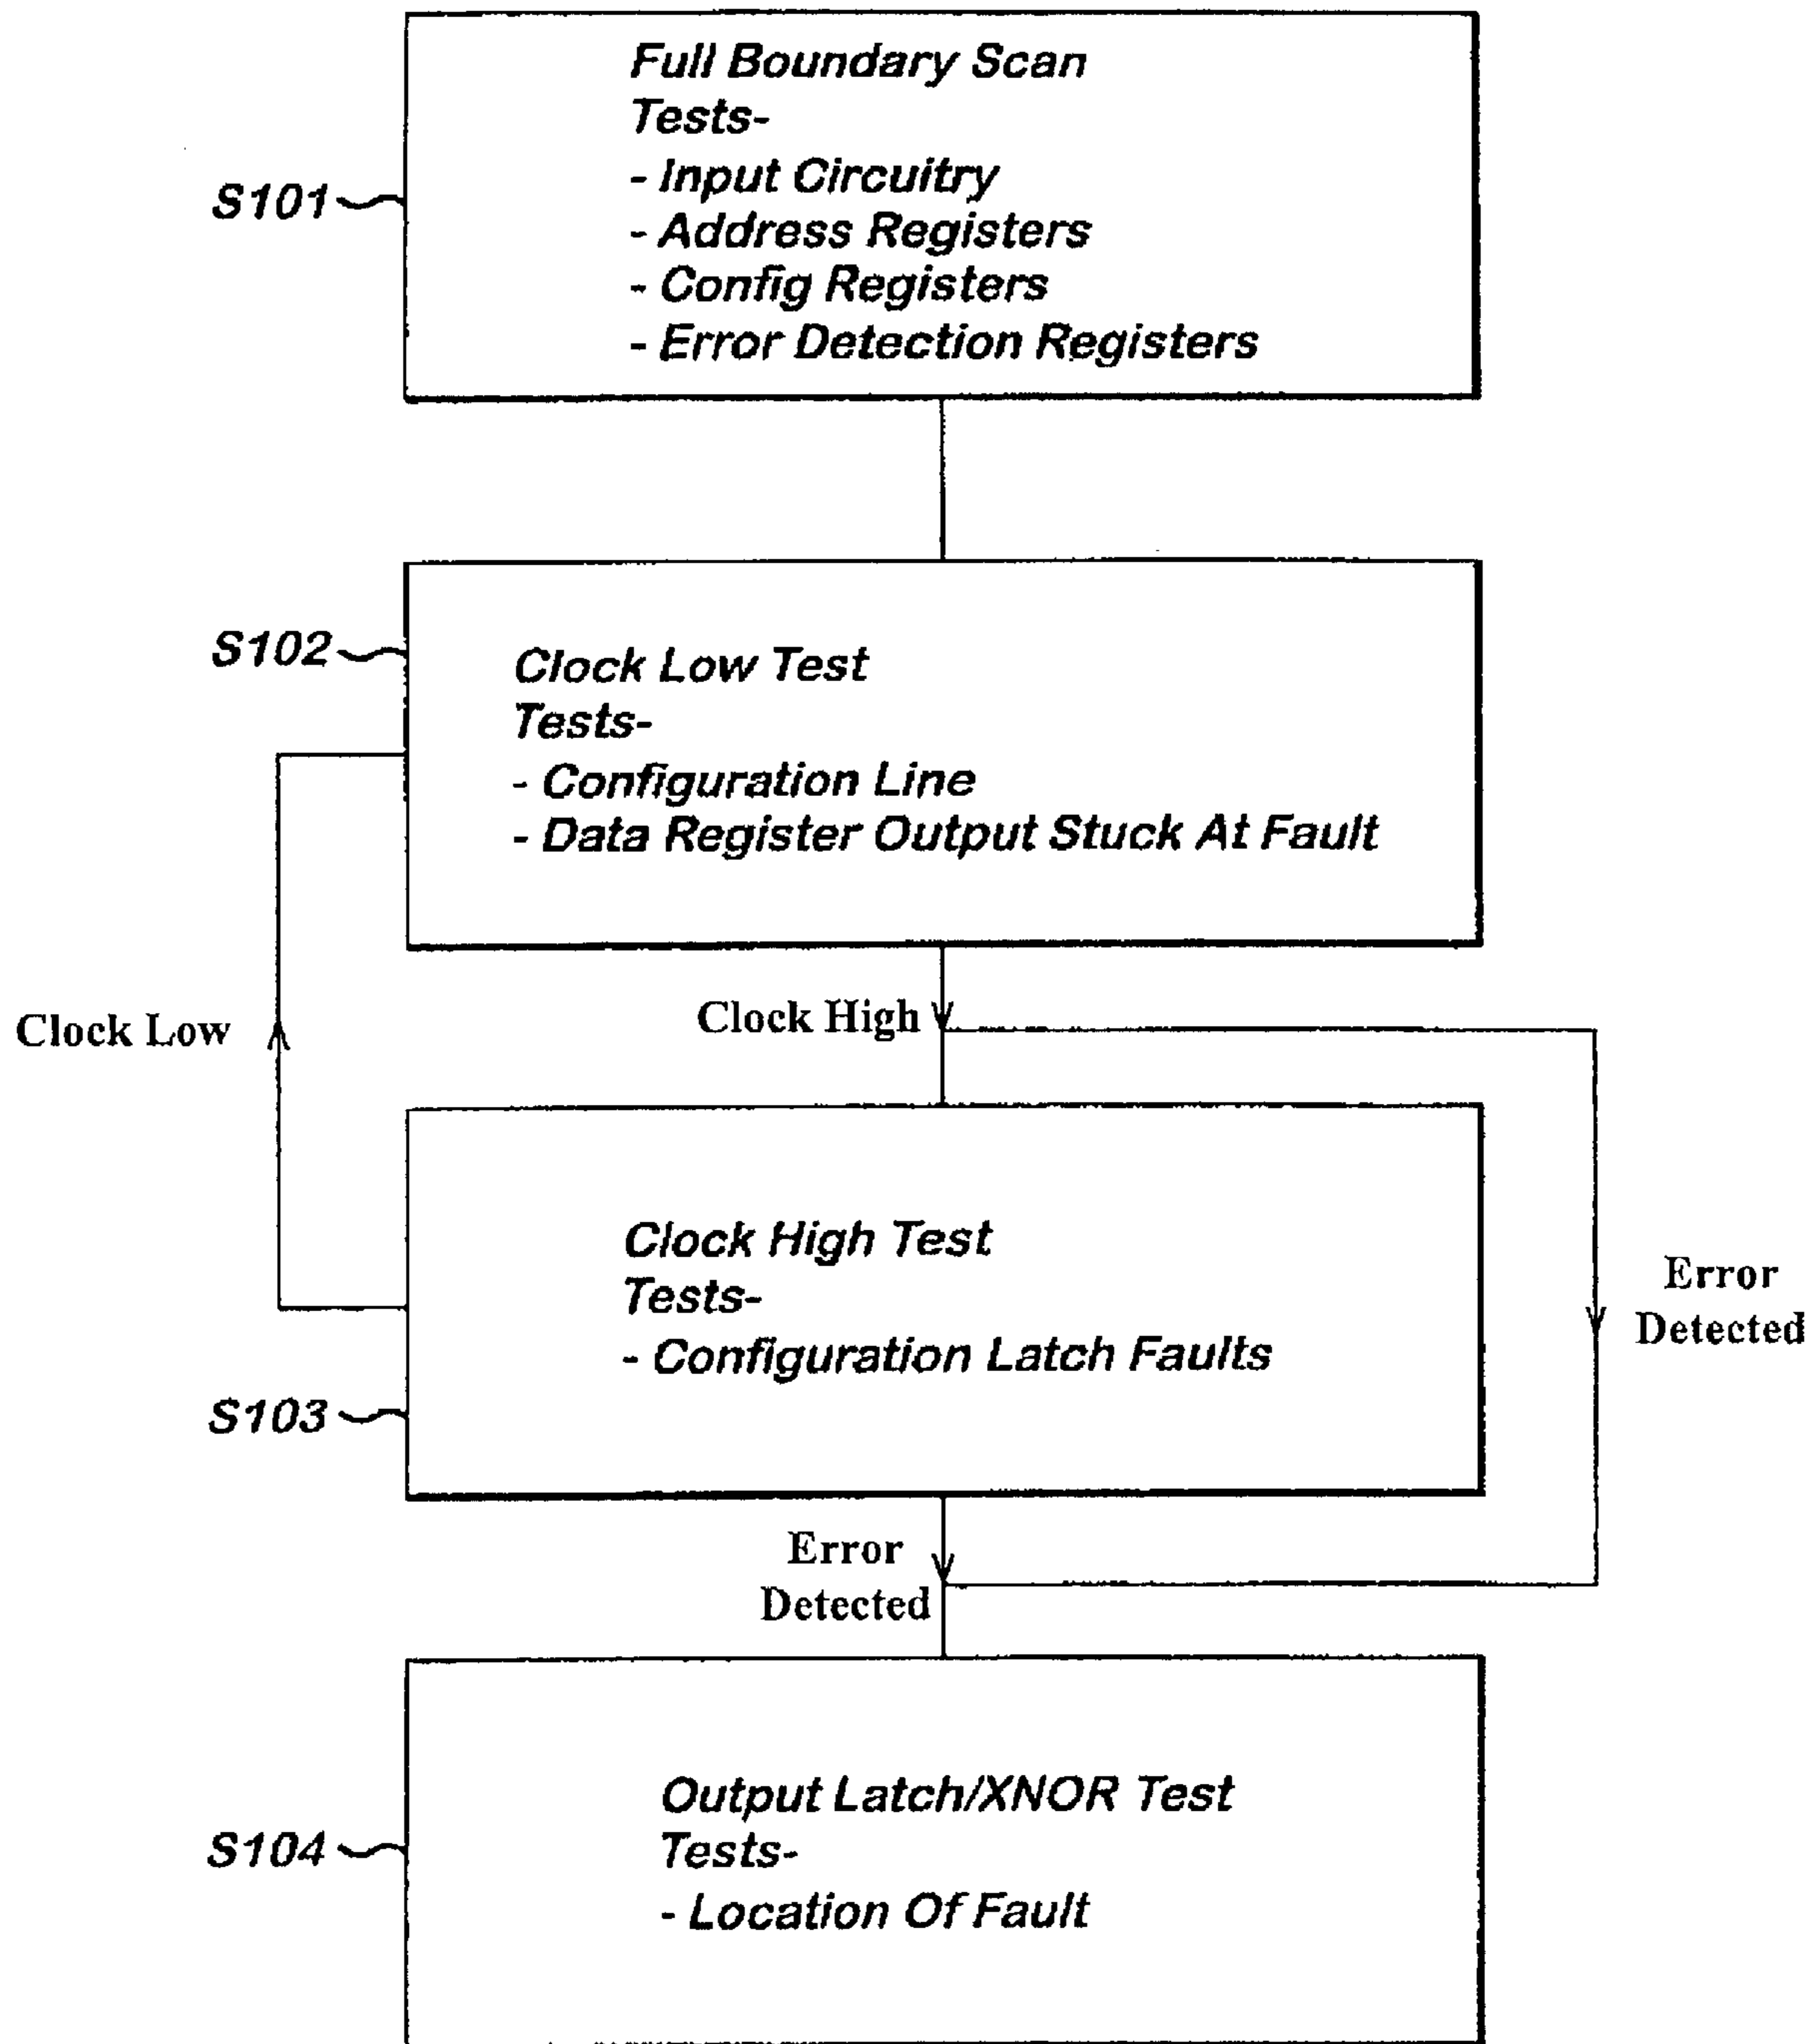 Full Boundary Scan
Tests-
- Input Circuitry
- Address Registers
- Config Registers
- Error Detection Registers
S101
S102
Clock Low Test
Tests-
- Configuration Line
- Data Register Output Stuck At Fault
Clock High
Clock Low
Clock High Test
Tests-
- Configuration Latch Faults
S103
Error
Detected
Error
Detected
Output Latch/XNOR Test
Tests-
- Location Of Fault
S104